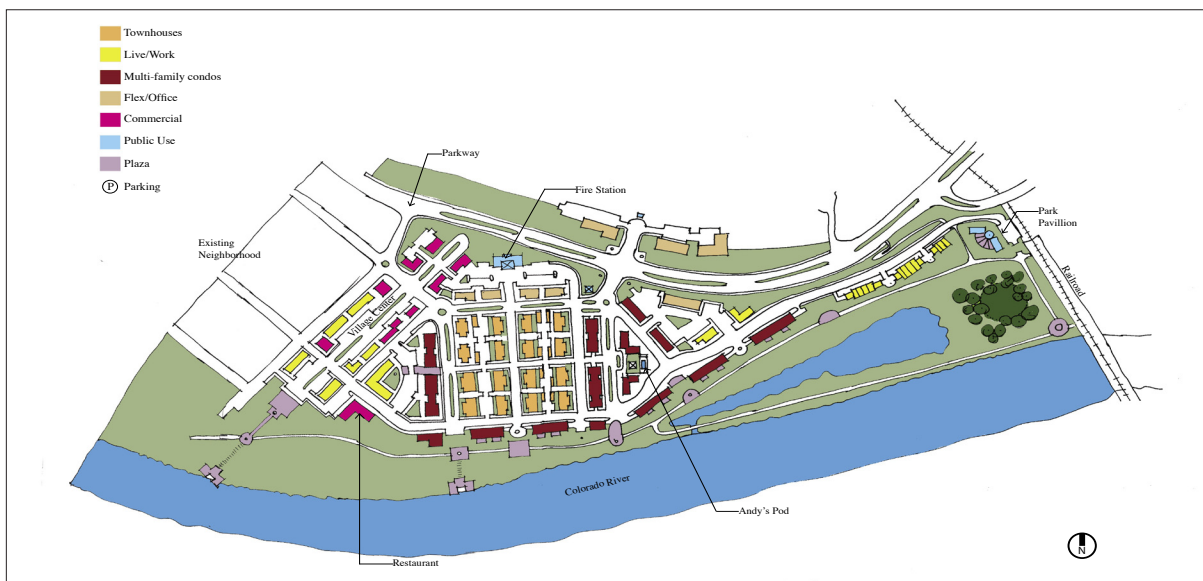 Townhouses
Live/Work
Multi-family condos
Flex/Office
Commercial
Public Use
Plaza
P Parking
Parkway
Fire Station
Park
Pavillion
Existing
Neighborhood
Railroad
Village Center
Colorado River
Andy's Pod
Restaurant
N